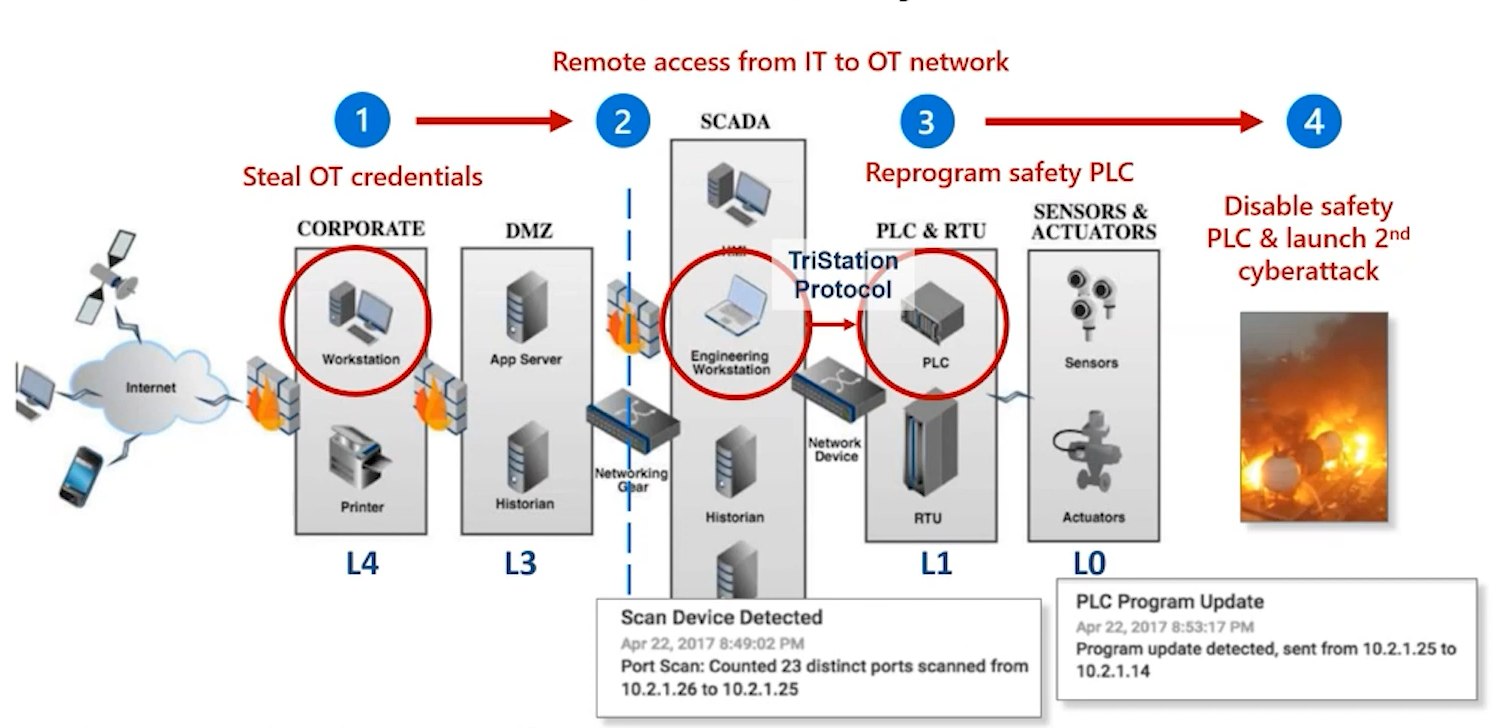 Remote access from IT to OT network
1
2
3
4
Steal OT credentials
SCADA
Reprogram safety PLC
Disable safety
PLC & launch 2nd
cyberattack
CORPORATE
DMZ
PLC & RTU
SENSORS &
ACTUATORS
HMI
TriStation
Protocol
Internet
Workstation
App Server
Engineering
Workstation
PLC
Sensors
Network
Device
Networking
Gear
Printer
Historian
Historian
RTU
Actuators
L4
L3
L1
L0
Scan Device Detected
Apr 22, 2017 8:49:02 PM
Port Scan: Counted 23 distinct ports scanned from
10.2.1.26 to 10.2.1.25
PLC Program Update
Apr 22, 2017 8:53:17 PM
Program update detected, sent from 10.2.1.25 to
10.2.1.14